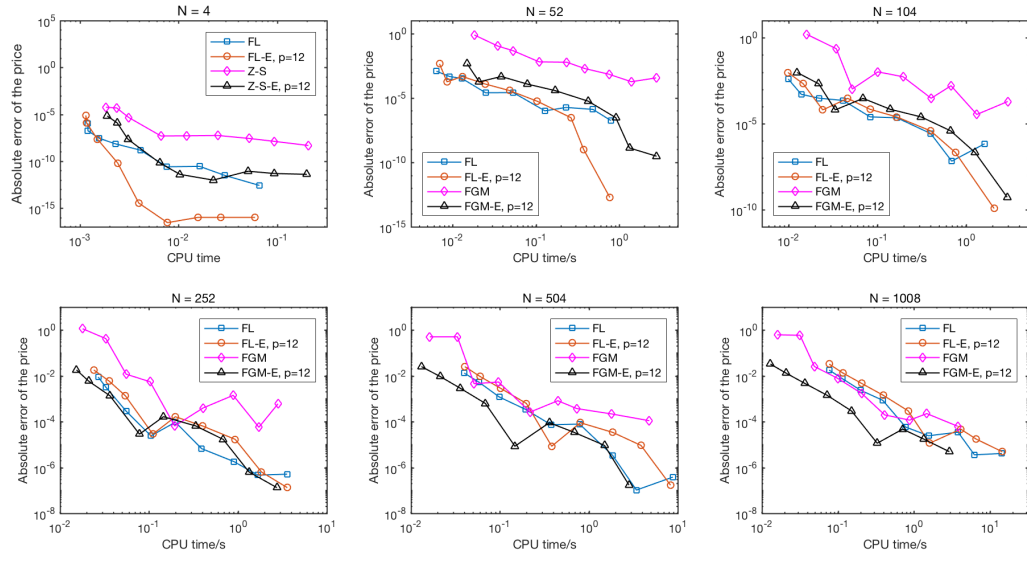 N = 4
Absolute error of the price
10^5
10^0
10^-5
10^-10
10^-15
10^-3
10^-2
10^-1
CPU time
FL
FL-E, p=12
Z-S
Z-S-E, p=12
N = 52
Absolute error of the price
10^5
10^0
10^-5
10^-10
10^-15
10^-2
10^-1
10^0
10^1
CPU time/s
FL
FL-E, p=12
FGM
FGM-E, p=12
N = 104
Absolute error of the price
10^0
10^-5
10^-10
10^-2
10^-1
10^0
CPU time/s
FL
FL-E, p=12
FGM
FGM-E, p=12
N = 252
Absolute error of the price
10^0
10^-2
10^-4
10^-6
10^-8
10^-2
10^-1
10^0
10^1
CPU time/s
FL
FL-E, p=12
FGM
FGM-E, p=12
N = 504
Absolute error of the price
10^0
10^-2
10^-4
10^-6
10^-8
10^-2
10^-1
10^0
10^1
CPU time/s
FL
FL-E, p=12
FGM
FGM-E, p=12
N = 1008
Absolute error of the price
10^0
10^-2
10^-4
10^-6
10^-8
10^-2
10^-1
10^0
10^1
CPU time/s
FL
FL-E, p=12
FGM
FGM-E, p=12